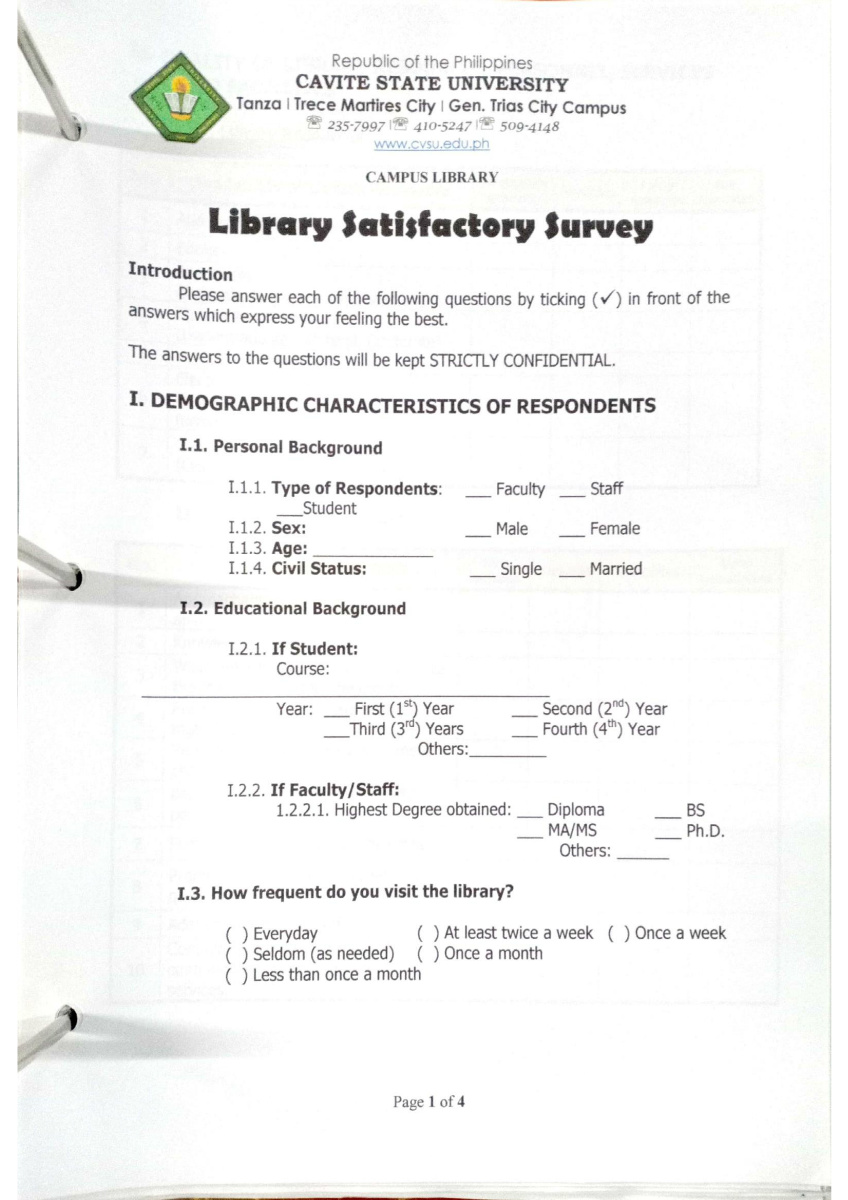 Republic of the Philippines
CAVITE STATE UNIVERSITY
Tanza | Trece Martires City | Gen. Trias City Campus
☏ 235-7997 |☏ 410-5247 |☏ 509-4148
www.cvsu.edu.ph
CAMPUS LIBRARY
Library Satisfactory Survey
Introduction
Please answer each of the following questions by ticking (✓) in front of the
answers which express your feeling the best.
The answers to the questions will be kept STRICTLY CONFIDENTIAL.
I. DEMOGRAPHIC CHARACTERISTICS OF RESPONDENTS
I.1. Personal Background
I.1.1. Type of Respondents: ___ Faculty ___ Staff
___Student
I.1.2. Sex: ___ Male ___ Female
I.1.3. Age: ______________
I.1.4. Civil Status: ___ Single ___ Married
I.2. Educational Background
I.2.1. If Student:
Course:
________________________________________________
Year: ___ First (1st) Year ___ Second (2nd) Year
___Third (3rd) Years ___ Fourth (4th) Year
Others:_________
I.2.2. If Faculty/Staff:
1.2.2.1. Highest Degree obtained: ___ Diploma ___ BS
___ MA/MS ___ Ph.D.
Others: ______
I.3. How frequent do you visit the library?
( ) Everyday ( ) At least twice a week ( ) Once a week
( ) Seldom (as needed) ( ) Once a month
( ) Less than once a month
Page 1 of 4